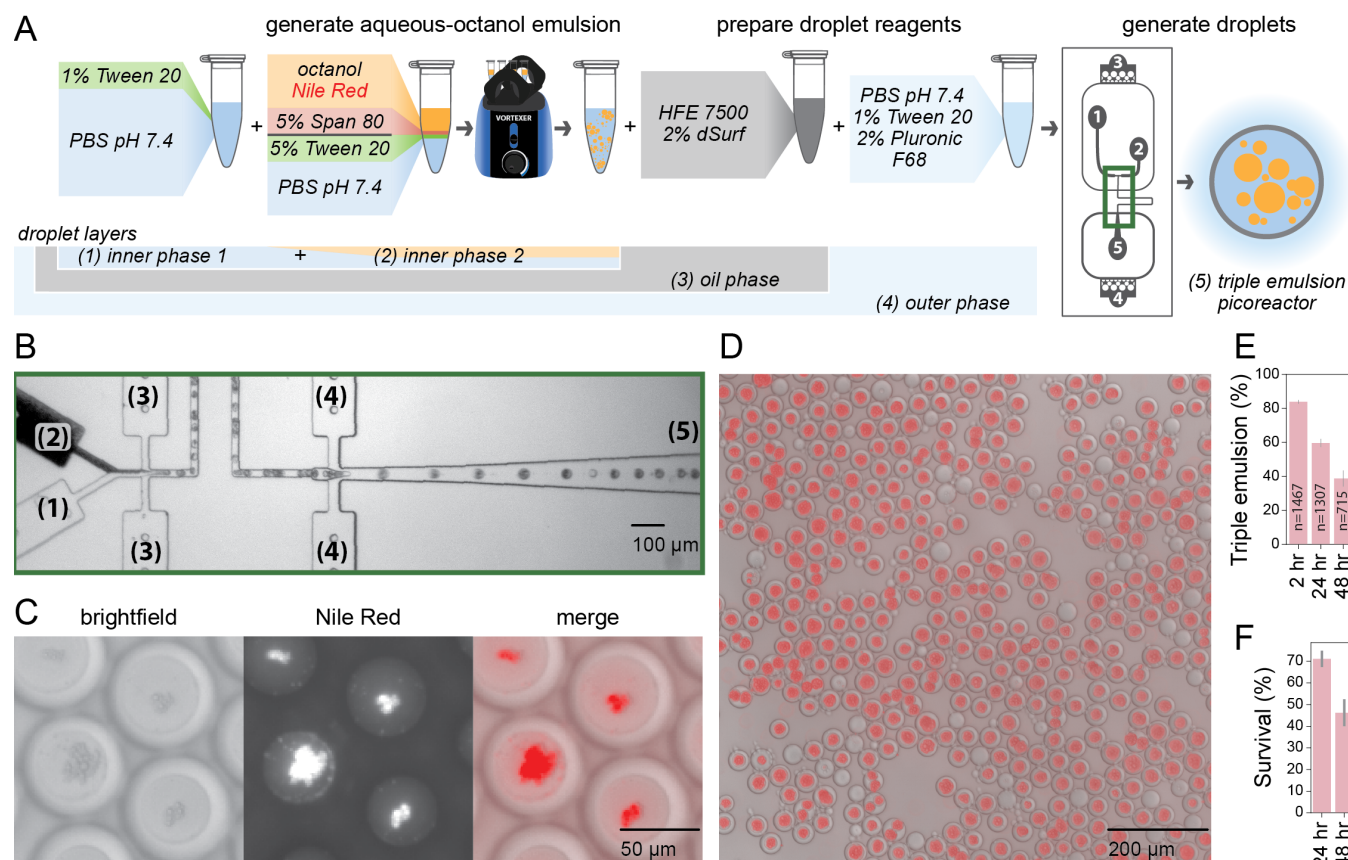 A
generate aqueous-octanol emulsion
prepare droplet reagents
generate droplets
1% Tween 20
PBS pH 7.4
+
octanol
Nile Red
5% Span 80
5% Tween 20
PBS pH 7.4
VORTEXER
+
HFE 7500
2% dSurf
+
PBS pH 7.4
1% Tween 20
2% Pluronic
F68
3
1
2
5
4
droplet layers
(1) inner phase 1
+
(2) inner phase 2
(3) oil phase
(4) outer phase
(5) triple emulsion
picoreactor
B
(3)
(4)
(2)
(5)
(1)
(3)
(4)
100 µm
C
brightfield
Nile Red
merge
50 µm
D
200 µm
E
Triple emulsion (%)
100
80
60
40
20
0
n=1467
n=1307
n=715
2 hr
24 hr
48 hr
F
Survival (%)
70
60
50
40
30
20
10
0
24 hr
48 hr